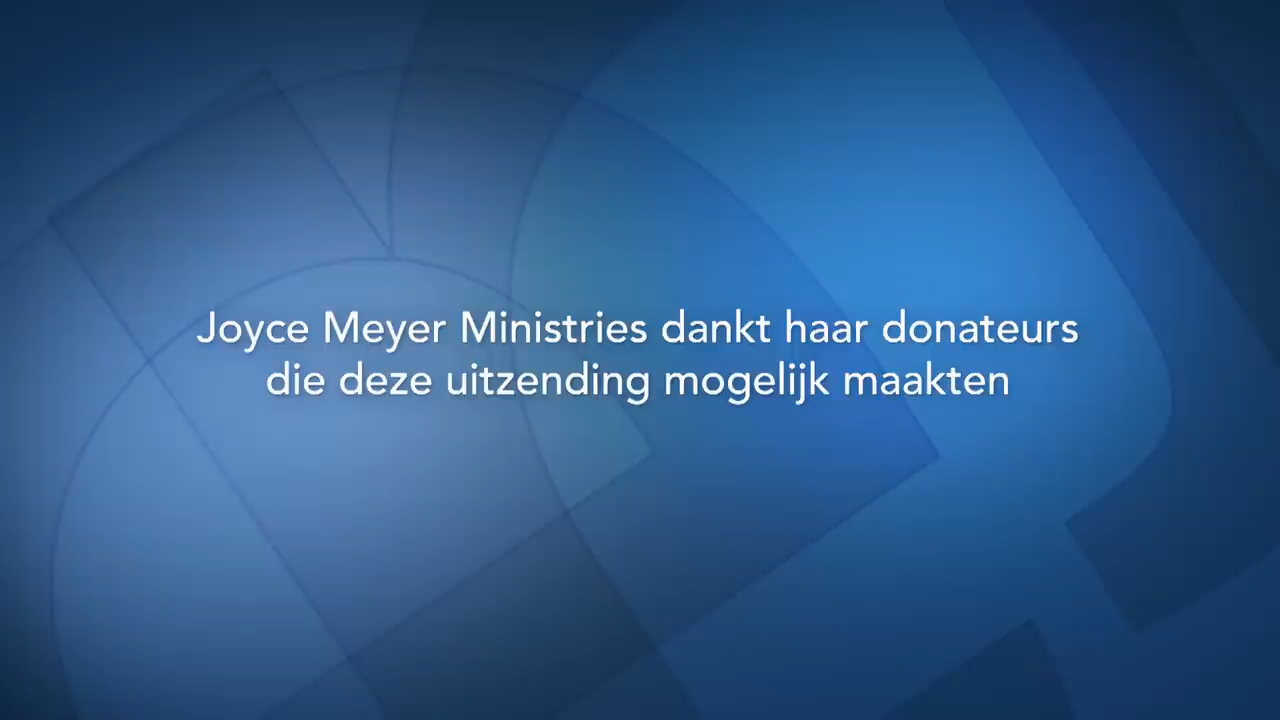 Joyce Meyer Ministries dankt haar donateurs
die deze uitzending mogelijk maakten